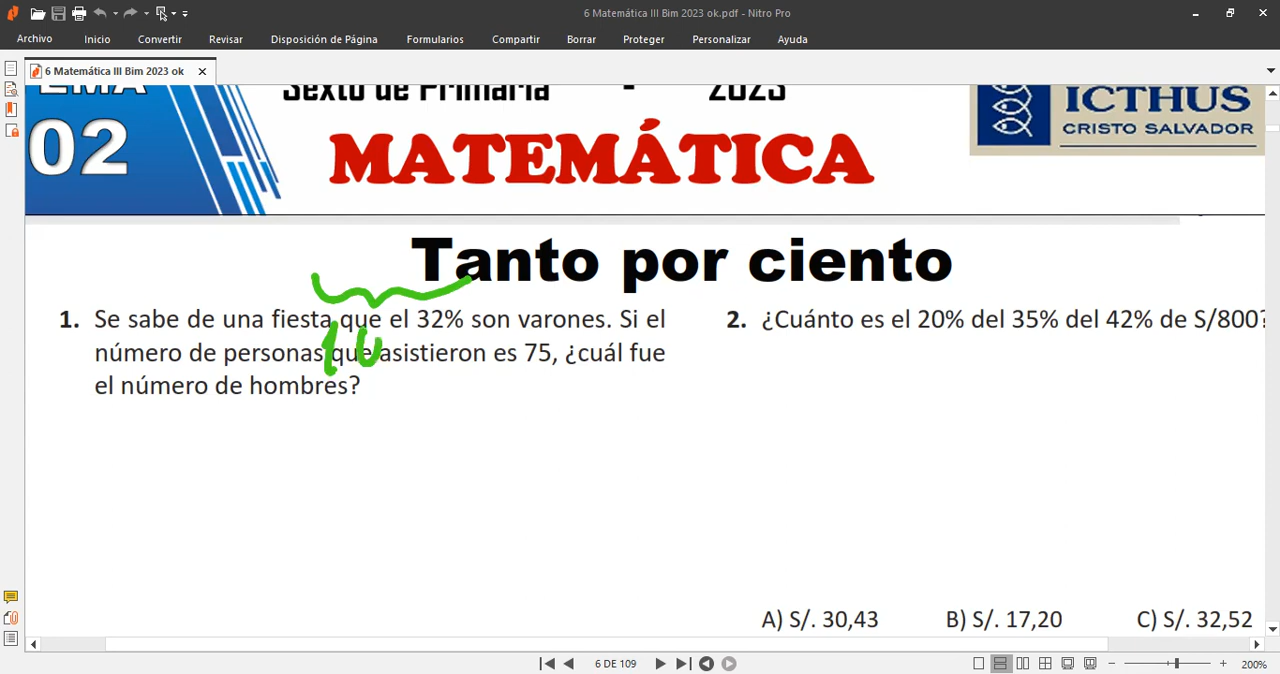 6 Matemática III Bim 2023 ok.pdf - Nitro Pro
Archivo Inicio Convertir Revisar Disposición de Página Formularios Compartir Borrar Proteger Personalizar Ayuda
6 Matemática III Bim 2023 ok
02
Sexto de Primaria - 2023
MATEMÁTICA
ICTHUS
CRISTO SALVADOR
Tanto por ciento
1. Se sabe de una fiesta que el 32% son varones. Si el
número de personas que asistieron es 75, ¿cuál fue
el número de hombres?
2. ¿Cuánto es el 20% del 35% del 42% de S/800?
A) S/. 30,43 B) S/. 17,20 C) S/. 32,52
6 DE 109
200%